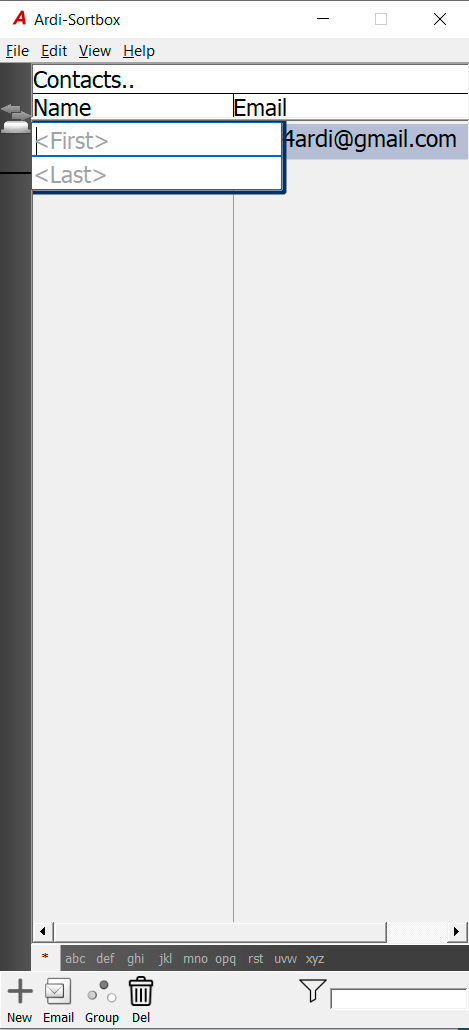 Ardi-Sortbox
File Edit View Help
Contacts..
Name Email
<First> 4ardi@gmail.com
<Last>
* abc def ghi jkl mno opq rst uvw xyz
New Email Group Del